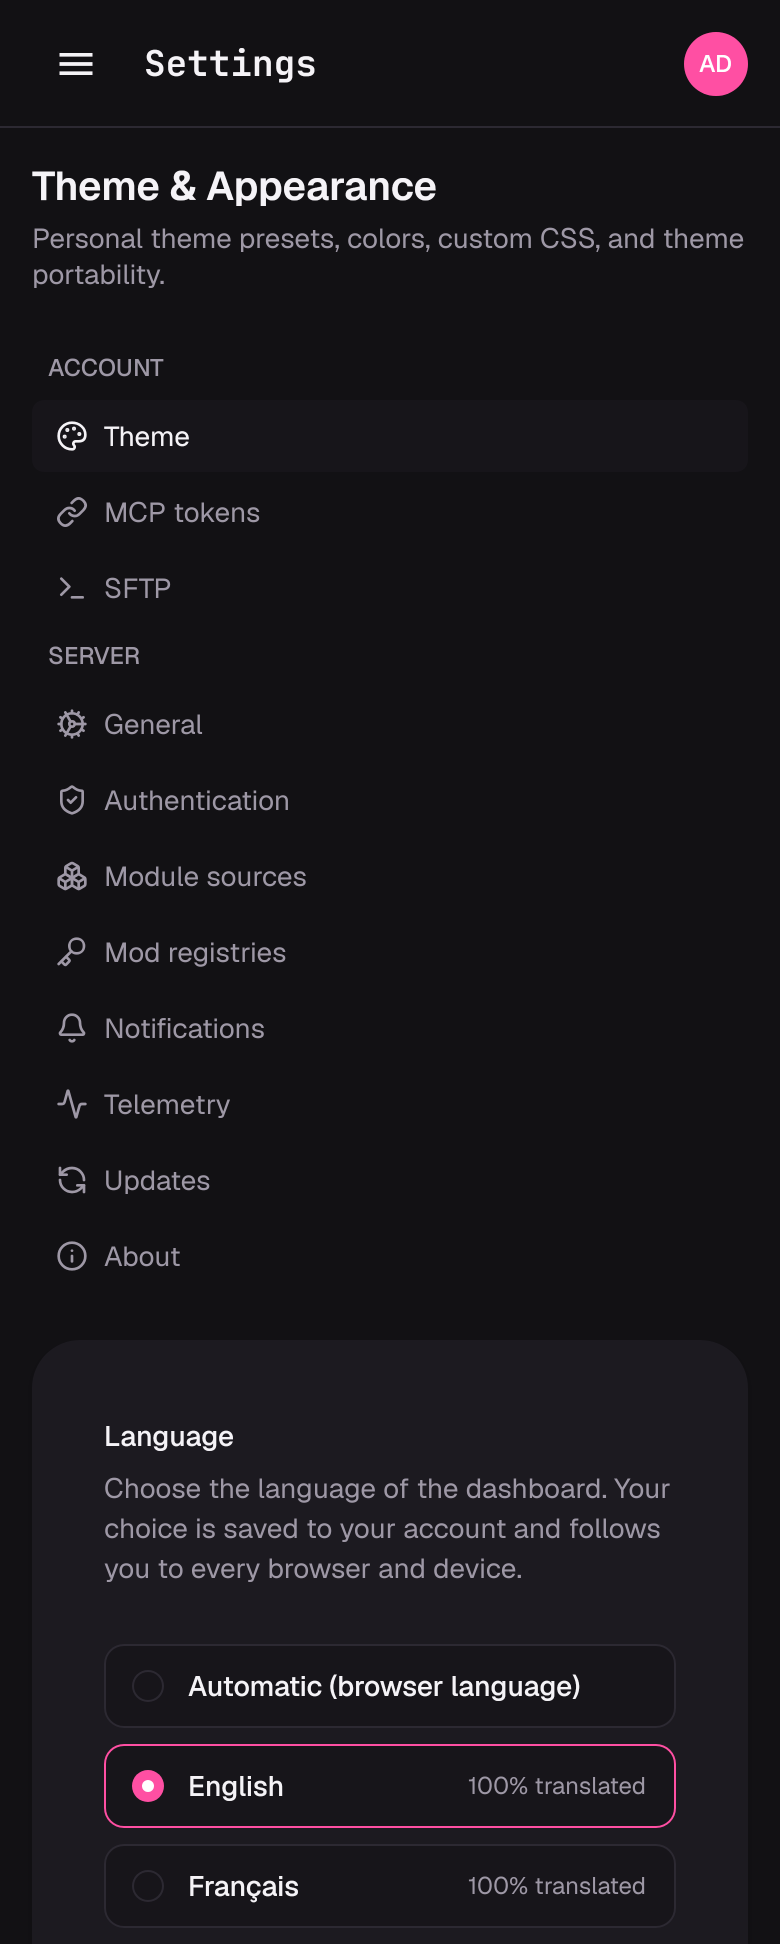 Settings
AD
Theme & Appearance
Personal theme presets, colors, custom CSS, and theme
portability.
ACCOUNT
Theme
MCP tokens
SFTP
SERVER
General
Authentication
Module sources
Mod registries
Notifications
Telemetry
Updates
About
Language
Choose the language of the dashboard. Your
choice is saved to your account and follows
you to every browser and device.
Automatic (browser language)
English 100% translated
Français 100% translated